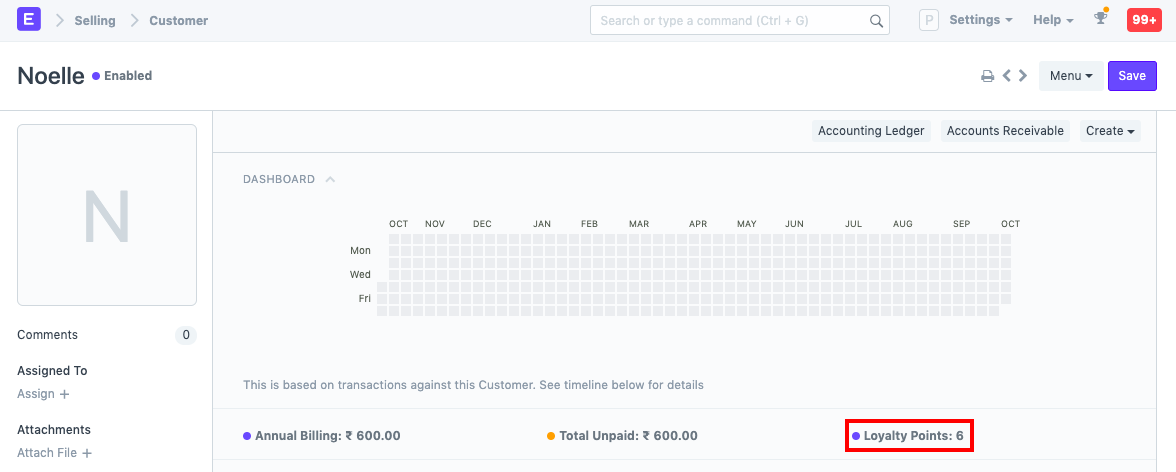 E Selling Customer Search or type a command (Ctrl + G) P Settings Help 99+
Noelle Enabled Menu Save
Accounting Ledger Accounts Receivable Create
N
DASHBOARD
OCT NOV DEC JAN FEB MAR APR MAY JUN JUL AUG SEP OCT
Mon
Wed
Fri
Comments 0
Assigned To
Assign +
This is based on transactions against this Customer. See timeline below for details
Attachments
Annual Billing: ₹ 600.00 Total Unpaid: ₹ 600.00 Loyalty Points: 6
Attach File +